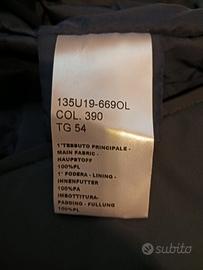 135U19-669OL
COL. 390
TG 54
1°TESSUTO PRINCIPALE -
MAIN FABRIC -
HAUPSTOFF
100%PL
1° FODERA - LINING -
INNENFUTTER
100%PA
IMBOTTITURA-
PADDING - FULLUNG
100%PL
subito